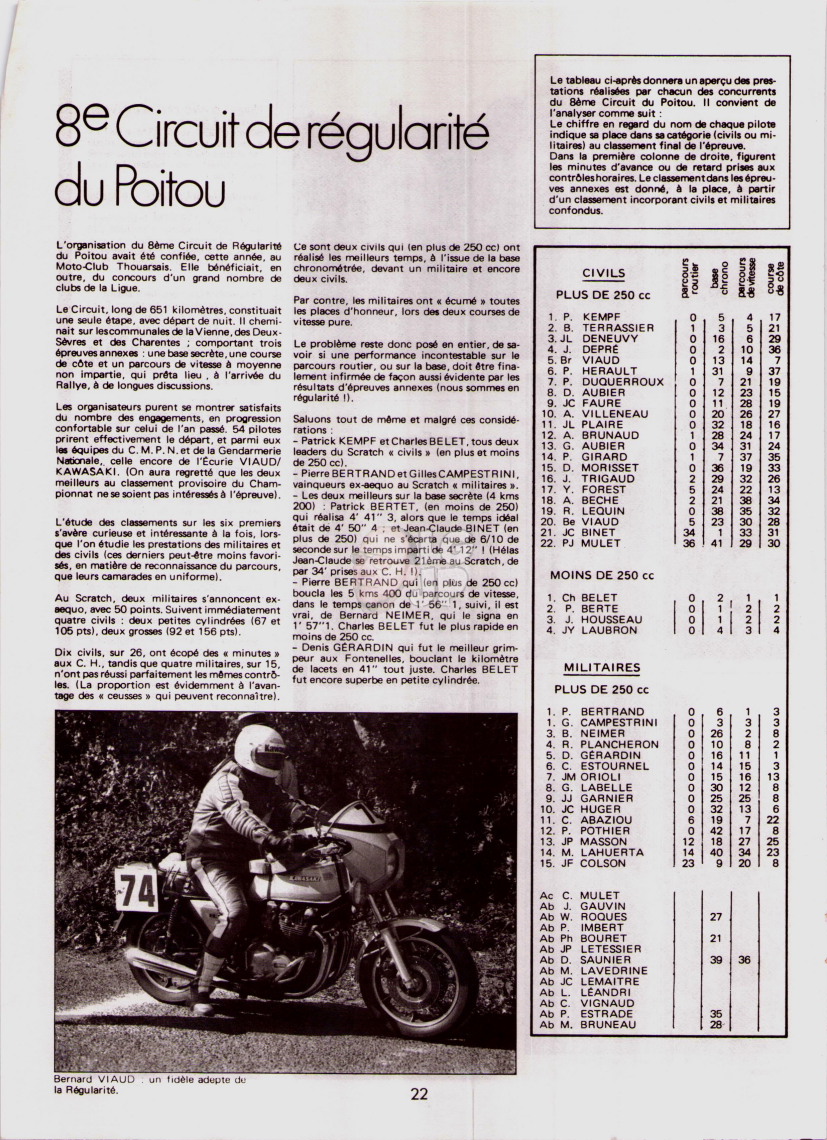 8e Circuit de régularité
du Poitou
L'organisation du 8ème Circuit de Régularité
du Poitou avait été confiée, cette année, au
Moto-Club Thouarsais. Elle bénéficiait, en
outre, du concours d'un grand nombre de
clubs de la Ligue.
Le Circuit, long de 651 kilomètres, constituait
une seule étape, avec départ de nuit. Il chemi-
nait sur les communes de la Vienne, des Deux-
Sèvres et des Charentes ; comportant trois
épreuves annexes : une base secrète, une course
de côte et un parcours de vitesse à moyenne
non impartie, qui prêta lieu , à l'arrivée du
Rallye, à de longues discussions.
Les organisateurs purent se montrer satisfaits
du nombre des engagements, en progression
confortable sur celui de l'an passé. 54 pilotes
prirent effectivement le départ, et parmi eux
les équipes du C. M. P. N. et de la Gendarmerie
Nationale, celle encore de l'Écurie VIAUD/
KAWASAKI. (On aura regretté que les deux
meilleurs au classement provisoire du Cham-
pionnat ne se soient pas intéressés à l'épreuve).
L'étude des classements sur les six premiers
s'avère curieuse et intéressante à la fois, lors-
que l'on étudie les prestations des militaires et
des civils (ces derniers peut-être moins favori-
sés, en matière de reconnaissance du parcours,
que leurs camarades en uniforme).
Au Scratch, deux militaires s'annoncent ex-
aequo, avec 50 points. Suivent immédiatement
quatre civils : deux petites cylindrées (67 et
105 pts), deux grosses (92 et 156 pts).
Dix civils, sur 26, ont écopé des « minutes »
aux C. H., tandis que quatre militaires, sur 15,
n'ont pas réussi parfaitement les mêmes contrô-
les. (La proportion est évidemment à l'avan-
tage des « ceusses » qui peuvent reconnaître).
Ce sont deux civils qui (en plus de 250 cc) ont
réalisé les meilleurs temps, à l'issue de la base
chronométrée, devant un militaire et encore
deux civils.
Par contre, les militaires ont « écumé » toutes
les places d'honneur, lors des deux courses de
vitesse pure.
Le problème reste donc posé en entier, de sa-
voir si une performance incontestable sur le
parcours routier, ou sur la base, doit être fina-
lement infirmée de façon aussi évidente par les
résultats d'épreuves annexes (nous sommes en
régularité !).
Saluons tout de même et malgré ces considé-
rations :
– Patrick KEMPF et Charles BELET, tous deux
leaders du Scratch « civils » (en plus et moins
de 250 cc).
– Pierre BERTRAND et Gilles CAMPESTRINI,
vainqueurs ex-aequo au Scratch « militaires ».
– Les deux meilleurs sur la base secrète (4 kms
200) : Patrick BERTET, (en moins de 250)
qui réalisa 4' 41'' 3, alors que le temps idéal
était de 4' 50'' 4 ; et Jean-Claude BINET (en
plus de 250) qui ne s'écarta que de 6/10 de
seconde sur le temps imparti de 4' 12'' ! (Hélas
Jean-Claude se retrouve 21ème au Scratch, de
par 34' prises aux C. H. !).
– Pierre BERTRAND qui (en plus de 250 cc)
boucla les 5 kms 400 du parcours de vitesse,
dans le temps canon de 1' 56'' 1, suivi, il est
vrai, de Bernard NEIMER, qui le signa en
1' 57''1. Charles BELET fut le plus rapide en
moins de 250 cc.
– Denis GÉRARDIN qui fut le meilleur grim-
peur aux Fontenelles, bouclant le kilomètre
de lacets en 41'' tout juste. Charles BELET
fut encore superbe en petite cylindrée.
Le tableau ci-après donnera un aperçu des pres-
tations réalisées par chacun des concurrents
du 8ème Circuit du Poitou. Il convient de
l'analyser comme suit :
Le chiffre en regard du nom de chaque pilote
indique sa place dans sa catégorie (civils ou mi-
litaires) au classement final de l'épreuve.
Dans la première colonne de droite, figurent
les minutes d'avance ou de retard prises aux
contrôles horaires. Le classement dans les épreu-
ves annexes est donné, à la place, à partir
d'un classement incorporant civils et militaires
confondus.
CIVILS
PLUS DE 250 cc
parcours routier
base chrono
parcours de vitesse
course de côte
1. P. KEMPF 0 5 4 17
2. B. TERRASSIER 1 3 5 21
3. JL DENEUVY 0 16 6 29
4. J. DEPRÉ 0 2 10 36
5. Br VIAUD 0 13 14 7
6. P. HERAULT 1 31 9 37
7. P. DUQUERROUX 0 7 21 19
8. D. AUBIER 0 12 23 15
9. JC FAURE 0 11 28 19
10. A. VILLENEAU 0 20 26 27
11. JL PLAIRE 0 32 18 16
12. A. BRUNAUD 1 28 24 17
13. G. AUBIER 0 34 31 24
14. P. GIRARD 1 7 37 35
15. D. MORISSET 0 36 19 33
16. J. TRIGAUD 2 29 32 26
17. Y. FOREST 5 24 22 13
18. A. BECHE 2 21 38 34
19. R. LEQUIN 0 38 35 32
20. Be VIAUD 5 23 30 28
21. JC BINET 34 1 33 31
22. PJ MULET 36 41 29 30
MOINS DE 250 cc
1. Ch BELET 0 2 1 1
2. P. BERTE 0 1 2 2
3. J. HOUSSEAU 0 1 2 2
4. JY LAUBRON 0 4 3 4
MILITAIRES
PLUS DE 250 cc
1. P. BERTRAND 0 6 1 3
1. G. CAMPESTRINI 0 3 3 3
3. B. NEIMER 0 26 2 8
4. R. PLANCHERON 0 10 8 2
5. D. GÉRARDIN 0 16 11 1
6. C. ESTOURNEL 0 14 15 3
7. JM ORIOLI 0 15 16 13
8. G. LABELLE 0 30 12 8
9. JJ GARNIER 0 25 25 8
10. JC HUGER 0 32 13 6
11. C. ABAZIOU 6 19 7 22
12. P. POTHIER 0 42 17 8
13. JP MASSON 12 18 27 25
14. M. LAHUERTA 14 40 34 23
15. JF COLSON 23 9 20 8
Ac C. MULET
Ab J. GAUVIN
Ab W. ROQUES 27
Ab P. IMBERT
Ab Ph BOURET 21
Ab JP LETESSIER
Ab D. SAUNIER 39 36
Ab M. LAVEDRINE
Ab JC LEMAITRE
Ab L. LÉANDRI
Ab C. VIGNAUD
Ab P. ESTRADE 35
Ab M. BRUNEAU 28
74
KAWASAKI
Bernard VIAUD : un fidèle adepte de
la Régularité.
22